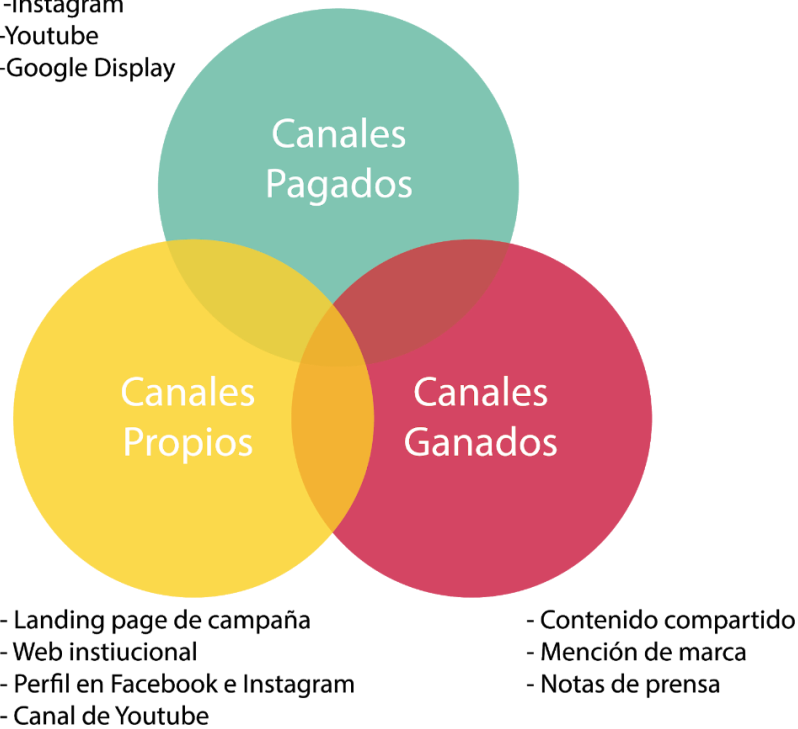 -Instagram
-Youtube
-Google Display
Canales
Pagados
Canales
Propios
Canales
Ganados
- Landing page de campaña
- Web instiucional
- Perfil en Facebook e Instagram
- Canal de Youtube
- Contenido compartido
- Mención de marca
- Notas de prensa